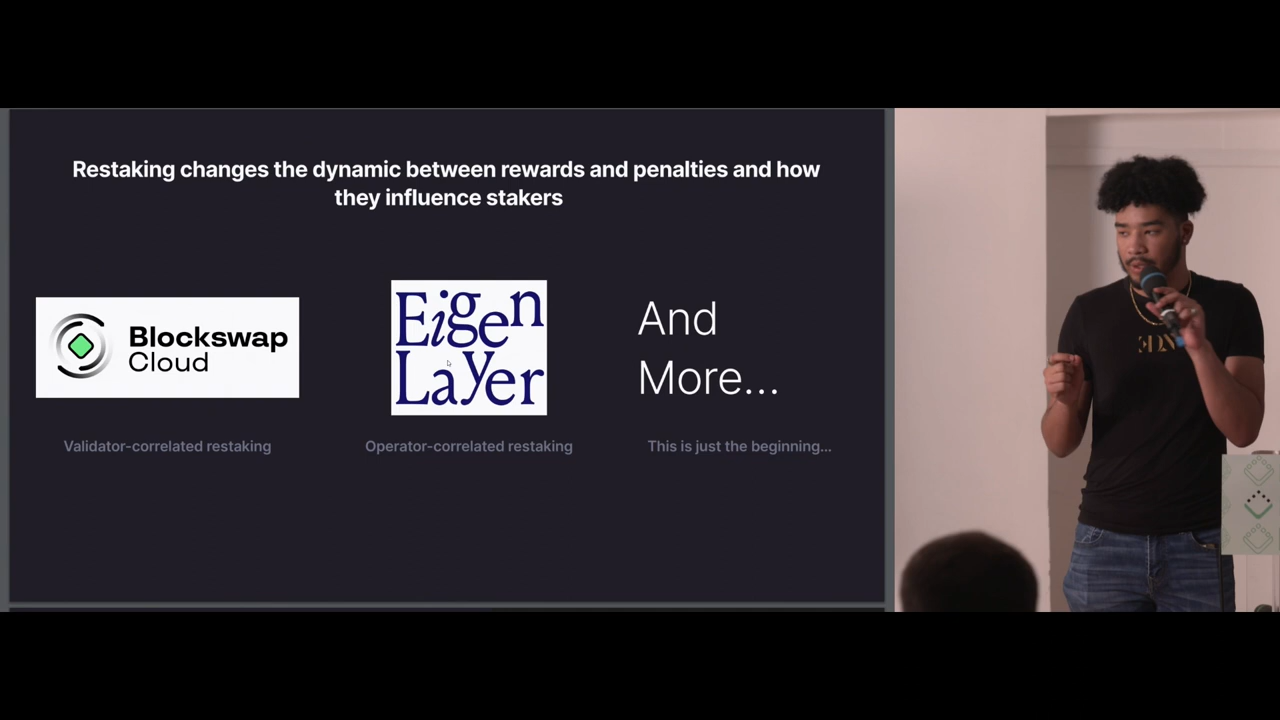 Restaking changes the dynamic between rewards and penalties and how
they influence stakers
Blockswap
Cloud
Eigen
Layer
And
More...
Validator-correlated restaking
Operator-correlated restaking
This is just the beginning...